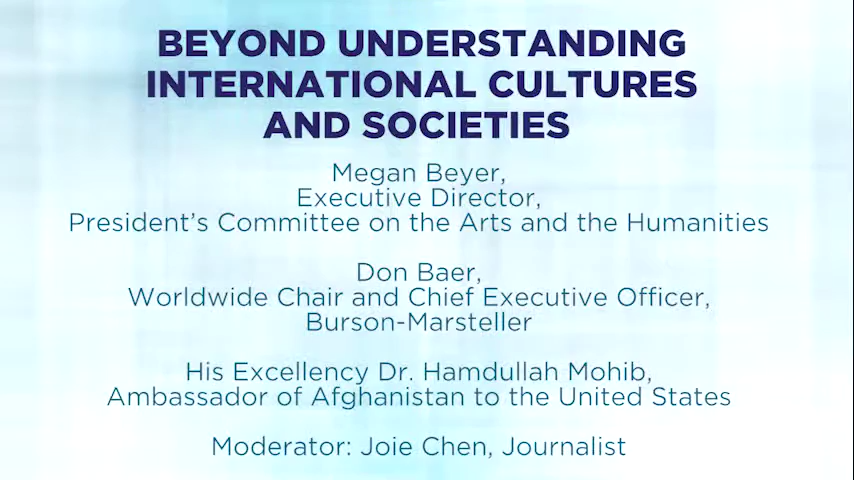 BEYOND UNDERSTANDING
INTERNATIONAL CULTURES
AND SOCIETIES
Megan Beyer,
Executive Director,
President's Committee on the Arts and the Humanities
Don Baer,
Worldwide Chair and Chief Executive Officer,
Burson-Marsteller
His Excellency Dr. Hamdullah Mohib,
Ambassador of Afghanistan to the United States
Moderator: Joie Chen, Journalist